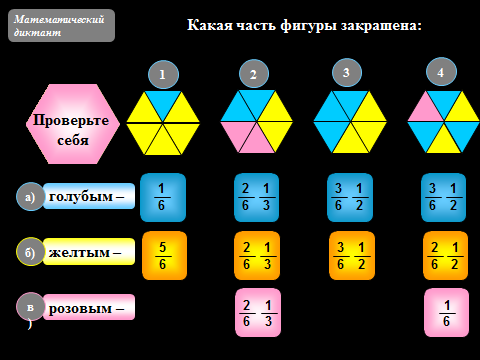 Математический
диктант
Какая часть фигуры закрашена:
1 2 3 4
Проверьте
себя
а) голубым – 1/6 2/6 1/3 3/6 1/2 3/6 1/2
б) желтым – 5/6 2/6 1/3 3/6 1/2 2/6 1/2
в) розовым – 2/6 1/3 1/6